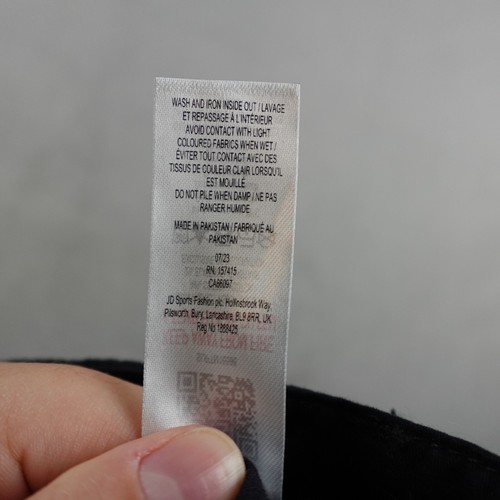 WASH AND IRON INSIDE OUT / LAVAGE
ET REPASSAGE À L'INTÉRIEUR
AVOID CONTACT WITH LIGHT
COLOURED FABRICS WHEN WET /
ÉVITER TOUT CONTACT AVEC DES
TISSUS DE COULEUR CLAIR LORSQU'IL
EST MOUILLÉ
DO NOT PILE WHEN DAMP / NE PAS
RANGER HUMIDE
MADE IN PAKISTAN / FABRIQUÉ AU
PAKISTAN
07/23
RN: 157415
CA66097
JD Sports Fashion plc. Hollinsbrook Way,
Pilsworth, Bury, Lancashire, BL9 8RR, UK.
Reg No 1888425